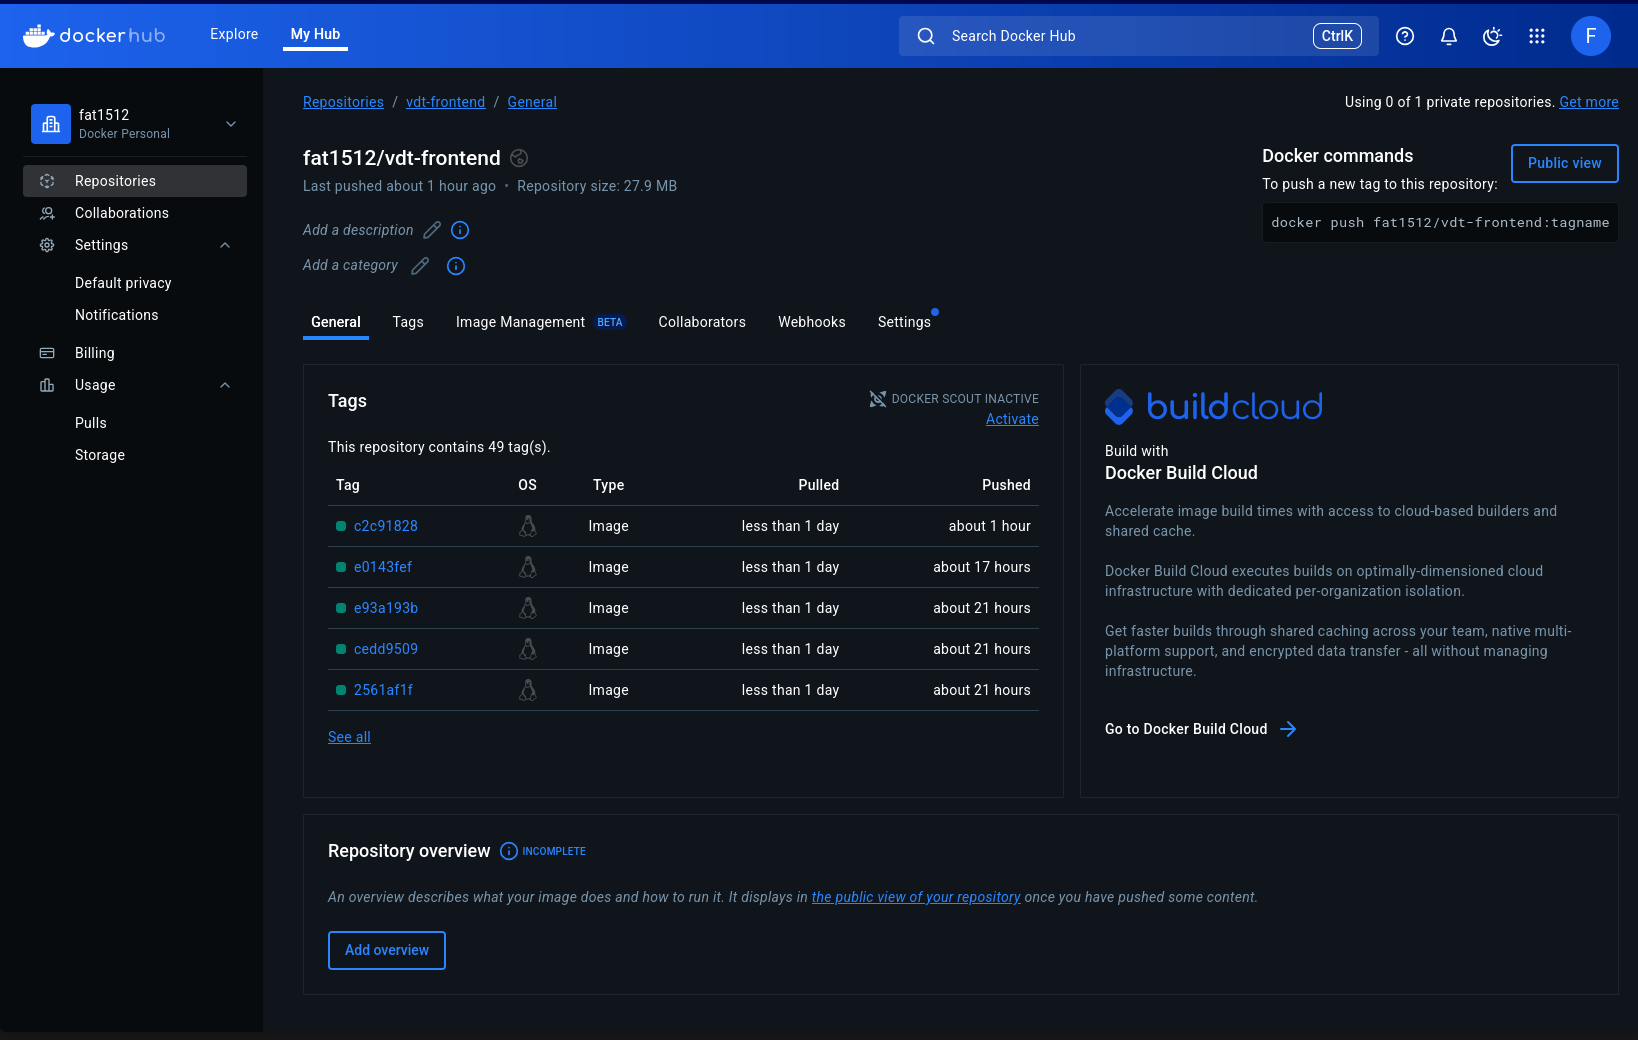 dockerhub
Explore
My Hub
Search Docker Hub
CtrlK
F
fat1512
Docker Personal
Repositories
Collaborations
Settings
Default privacy
Notifications
Billing
Usage
Pulls
Storage
Repositories / vdt-frontend / General
Using 0 of 1 private repositories. Get more
fat1512/vdt-frontend
Last pushed about 1 hour ago • Repository size: 27.9 MB
Add a description
Add a category
Docker commands
Public view
To push a new tag to this repository:
docker push fat1512/vdt-frontend:tagname
General Tags Image Management BETA Collaborators Webhooks Settings
Tags
DOCKER SCOUT INACTIVE
Activate
This repository contains 49 tag(s).
Tag OS Type Pulled Pushed
c2c91828 Image less than 1 day about 1 hour
e0143fef Image less than 1 day about 17 hours
e93a193b Image less than 1 day about 21 hours
cedd9509 Image less than 1 day about 21 hours
2561af1f Image less than 1 day about 21 hours
See all
buildcloud
Build with
Docker Build Cloud
Accelerate image build times with access to cloud-based builders and
shared cache.
Docker Build Cloud executes builds on optimally-dimensioned cloud
infrastructure with dedicated per-organization isolation.
Get faster builds through shared caching across your team, native multi-
platform support, and encrypted data transfer - all without managing
infrastructure.
Go to Docker Build Cloud
Repository overview
INCOMPLETE
An overview describes what your image does and how to run it. It displays in the public view of your repository once you have pushed some content.
Add overview